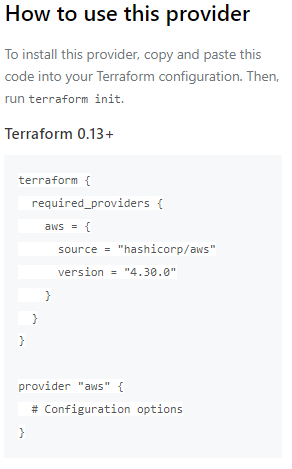 How to use this provider
To install this provider, copy and paste this
code into your Terraform configuration. Then,
run terraform init.
Terraform 0.13+
terraform {
  required_providers {
    aws = {
      source = "hashicorp/aws"
      version = "4.30.0"
    }
  }
}

provider "aws" {
  # Configuration options
}